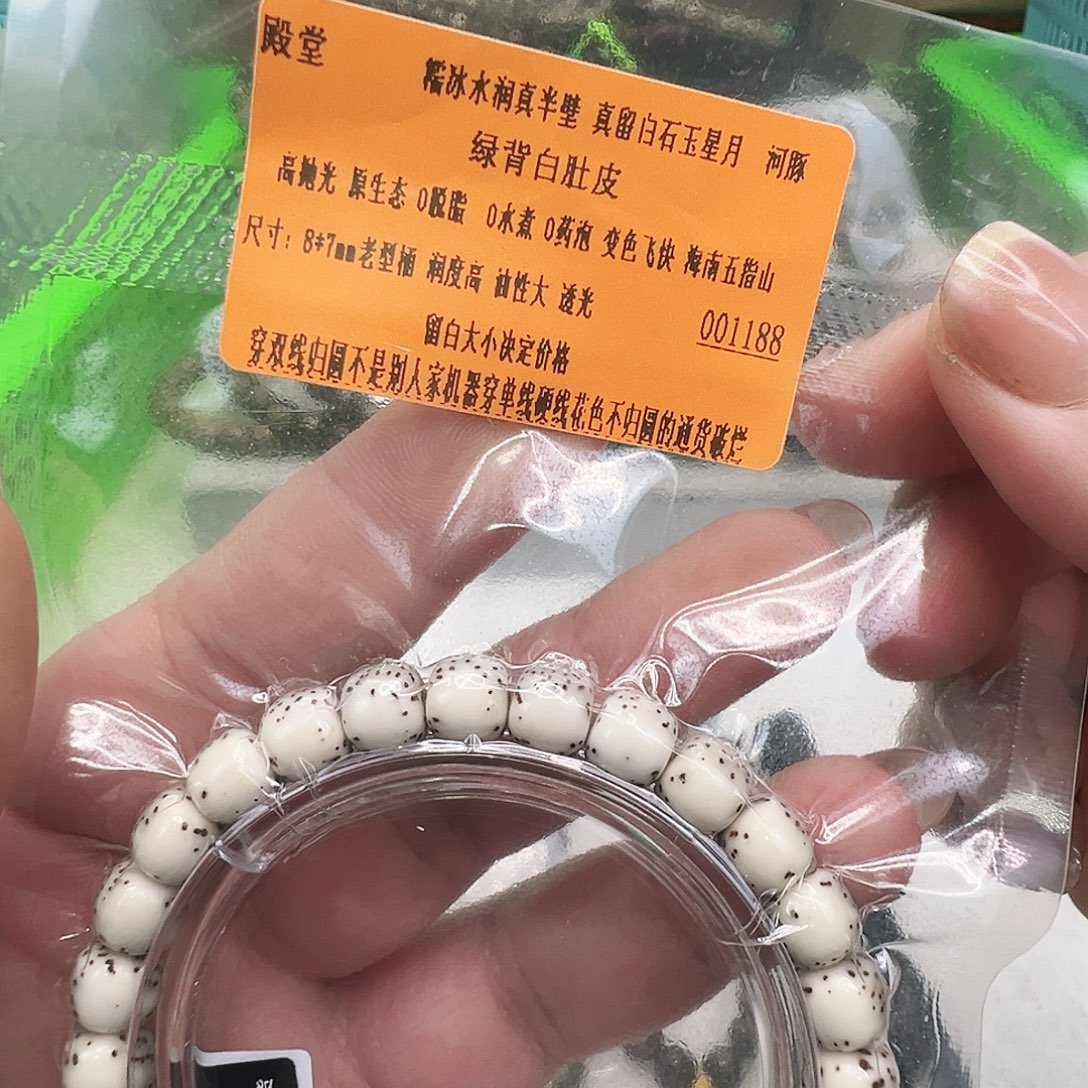 殿堂
糯冰水润真半壁 真留白石玉星月 河豚
绿背白肚皮
高抛光 原生态 0脱脂 0水煮 0药泡 变色飞快 海南五指山
尺寸：8*7mm老型桶 润度高 油性大 透光
001188
留白大小决定价格
穿双线归圆不是别人家机器穿单线硬线花色不归圆的通货破烂